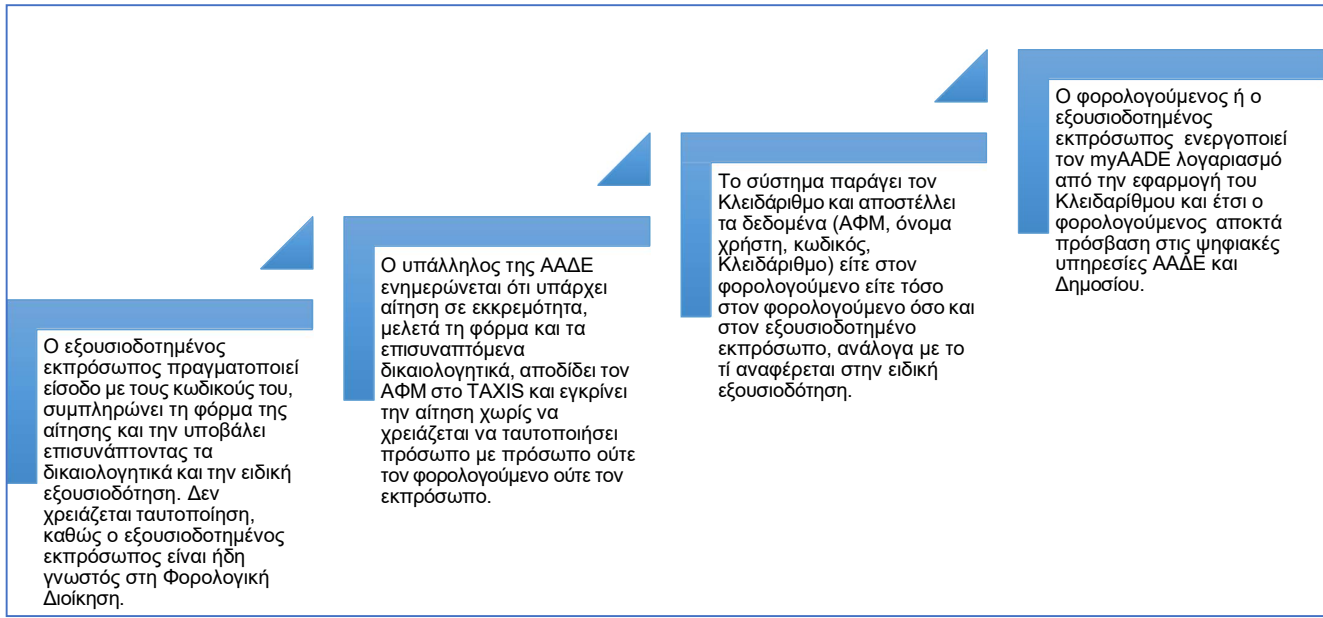 Ο εξουσιοδοτημένος
εκπρόσωπος πραγματοποιεί
είσοδο με τους κωδικούς του,
συμπληρώνει τη φόρμα της
αίτησης και την υποβάλει
επισυνάπτοντας τα
δικαιολογητικά και την ειδική
εξουσιοδότηση. Δεν
χρειάζεται ταυτοποίηση,
καθώς ο εξουσιοδοτημένος
εκπρόσωπος είναι ήδη
γνωστός στη Φορολογική
Διοίκηση.
Ο υπάλληλος της ΑΑΔΕ
ενημερώνεται ότι υπάρχει
αίτηση σε εκκρεμότητα,
μελετά τη φόρμα και τα
επισυναπτόμενα
δικαιολογητικά, αποδίδει τον
ΑΦΜ στο TAXIS και εγκρίνει
την αίτηση χωρίς να
χρειάζεται να ταυτοποιήσει
πρόσωπο με πρόσωπο ούτε
τον φορολογούμενο ούτε τον
εκπρόσωπο.
Το σύστημα παράγει τον
Κλειδάριθμο και αποστέλλει
τα δεδομένα (ΑΦΜ, όνομα
χρήστη, κωδικός,
Κλειδάριθμο) είτε στον
φορολογούμενο είτε τόσο
στον φορολογούμενο όσο και
στον εξουσιοδοτημένο
εκπρόσωπο, ανάλογα με το
τί αναφέρεται στην ειδική
εξουσιοδότηση.
Ο φορολογούμενος ή ο
εξουσιοδοτημένος
εκπρόσωπος ενεργοποιεί
τον myAADE λογαριασμό
από την εφαρμογή του
Κλειδαρίθμου και έτσι ο
φορολογούμενος αποκτά
πρόσβαση στις ψηφιακές
υπηρεσίες ΑΑΔΕ και
Δημοσίου.